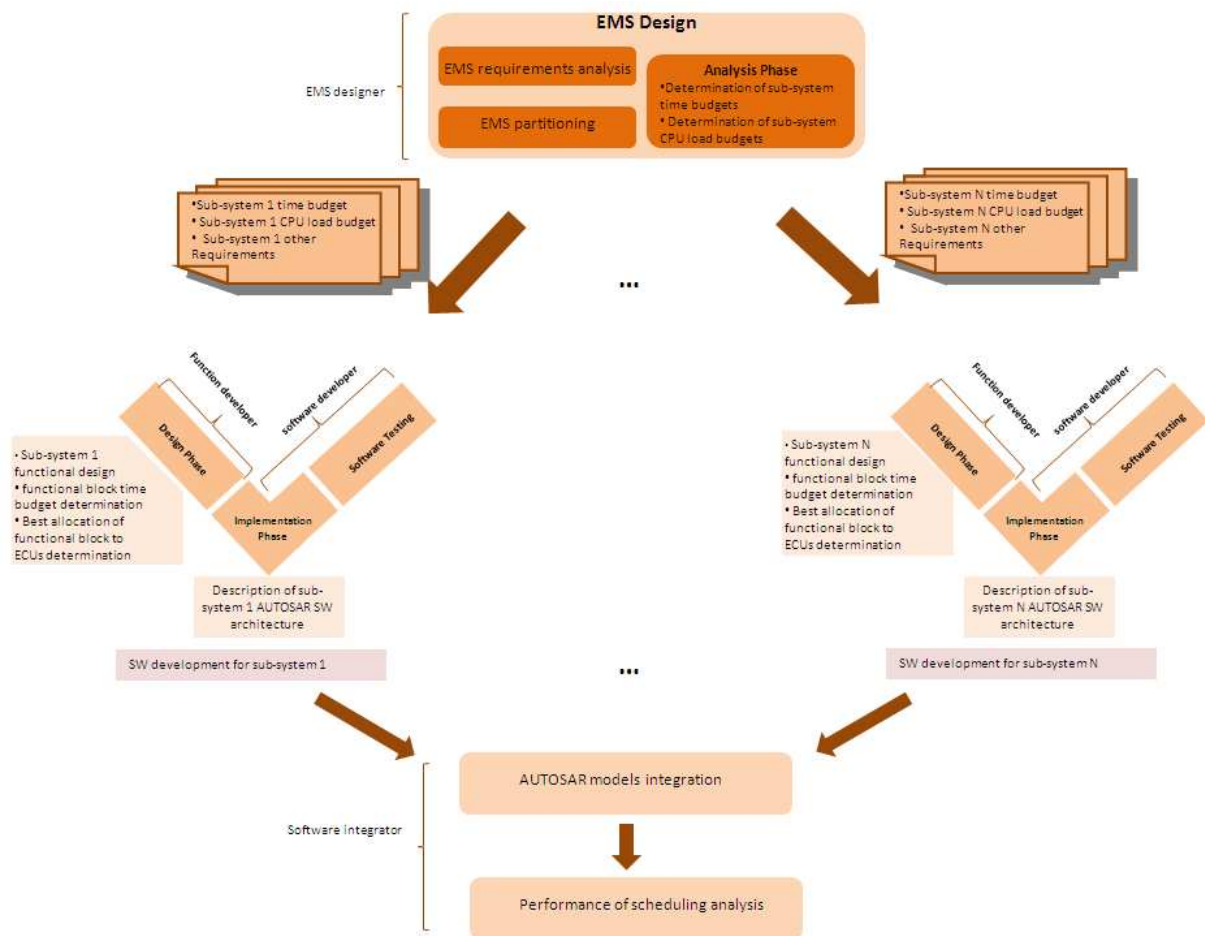 EMS Design
EMS designer
EMS requirements analysis
EMS partitioning
Analysis Phase
•Determination of sub-system
time budgets
• Determination of sub-system
CPU load budgets
•Sub-system 1 time budget
• Sub-system 1 CPU load budget
• Sub-system 1 other
Requirements
...
•Sub-system N time budget
• Sub-system N CPU load budget
• Sub-system N other
Requirements
Function developer
software developer
Design Phase
Implementation
Phase
Software Testing
- Sub-system 1
functional design
• functional block time
budget determination
• Best allocation of
functional block to
ECUs determination
Description of sub-
system 1 AUTOSAR SW
architecture
SW development for sub-system 1
...
Function developer
software developer
Design Phase
Implementation
Phase
Software Testing
- Sub-system N
functional design
• functional block time
budget determination
• Best allocation of
functional block to
ECUs determination
Description of sub-
system N AUTOSAR SW
architecture
SW development for sub-system N
Software integrator
AUTOSAR models integration
Performance of scheduling analysis